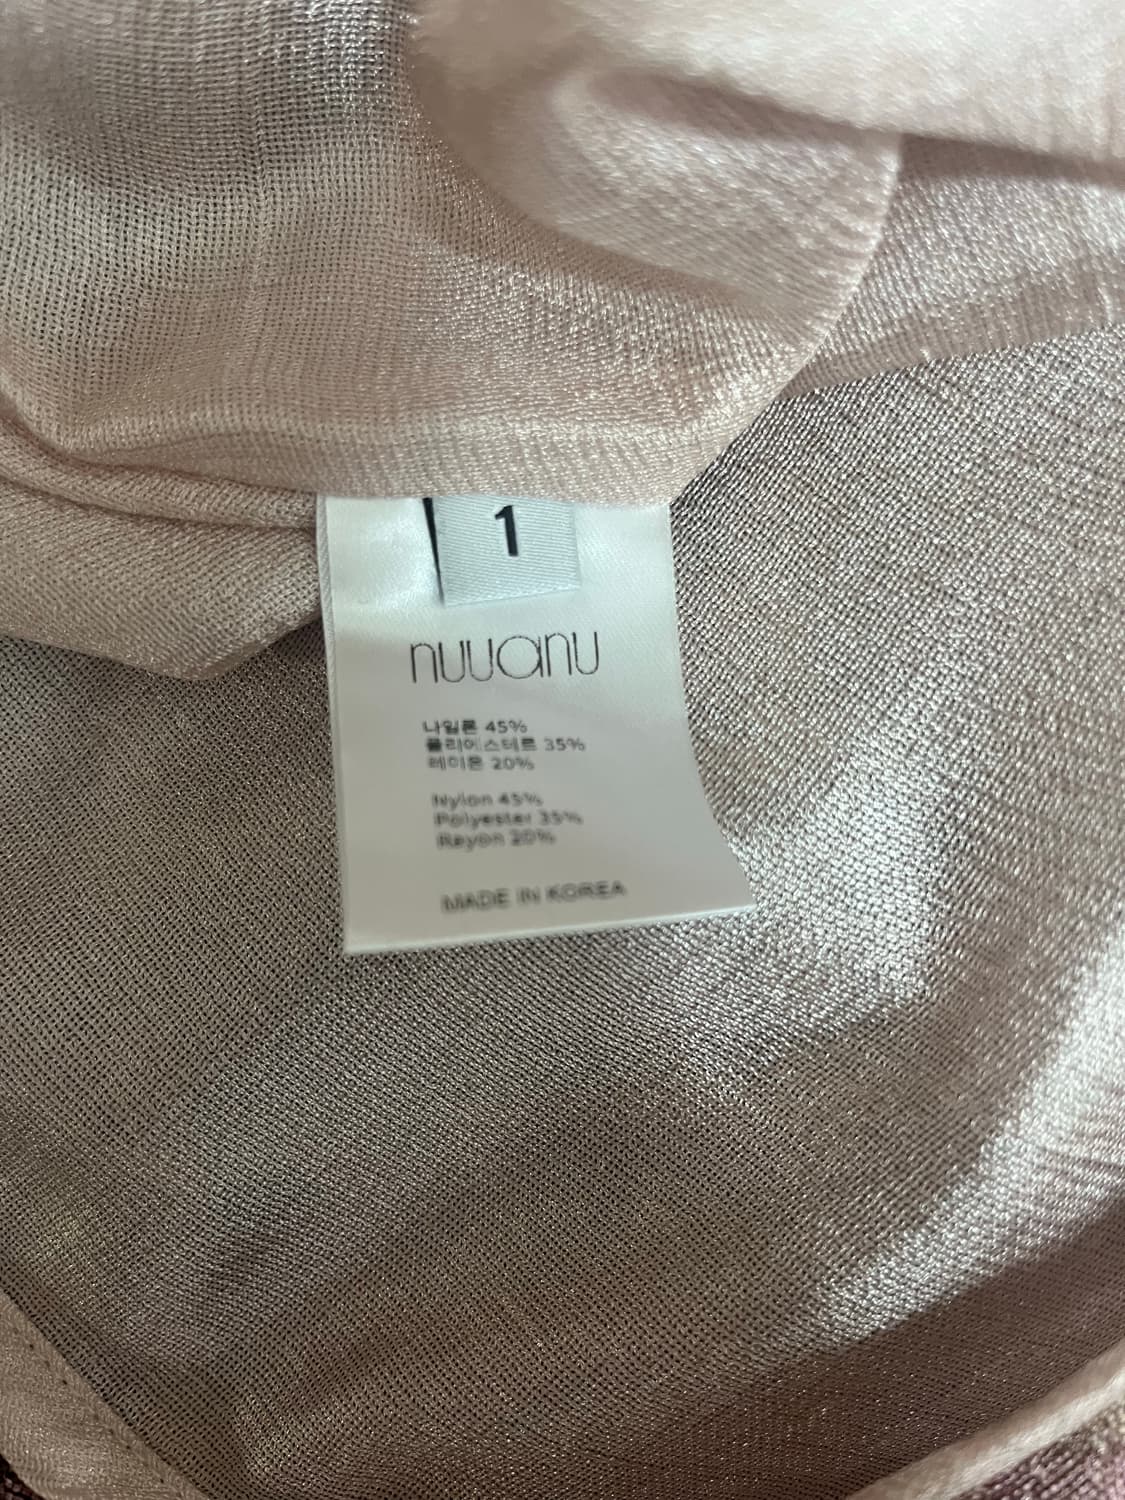 1
nuuanu
나일론 45%
폴리에스테르 35%
레이온 20%
Nylon 45%
Polyester 35%
Rayon 20%
MADE IN KOREA